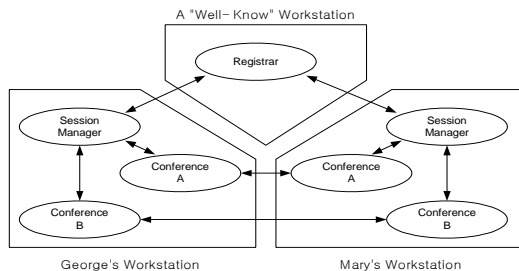 A "Well- Know" Workstation
Registrar
Session
Manager
Conference
A
Conference
B
Session
Manager
Conference
A
Conference
B
George's Workstation
Mary's Workstation